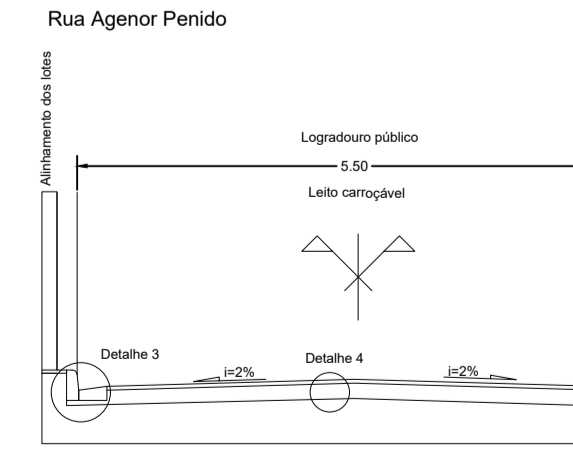 Rua Agenor Penido
Alinhamento dos lotes
Logradouro público
5.50
Leito carroçável
Detalhe 3
Detalhe 4
i=2%
i=2%